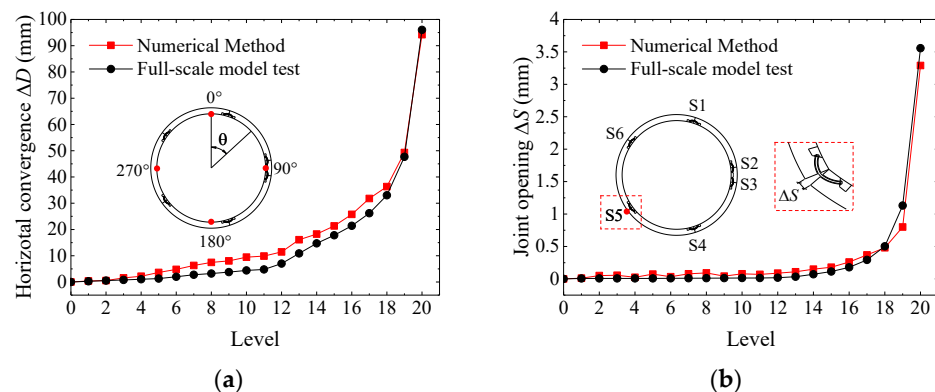 100
90
80
70
60
50
40
30
20
10
0
Horizotal convergence ΔD (mm)
Numerical Method
Full-scale model test
0°
θ
270°
90°
180°
0 2 4 6 8 10 12 14 16 18 20
Level
(a)
4
3.5
3
2.5
2
1.5
1
0.5
0
Joint opening ΔS (mm)
Numerical Method
Full-scale model test
S1
S6
S2
S3
S5
S4
ΔS
0 2 4 6 8 10 12 14 16 18 20
Level
(b)